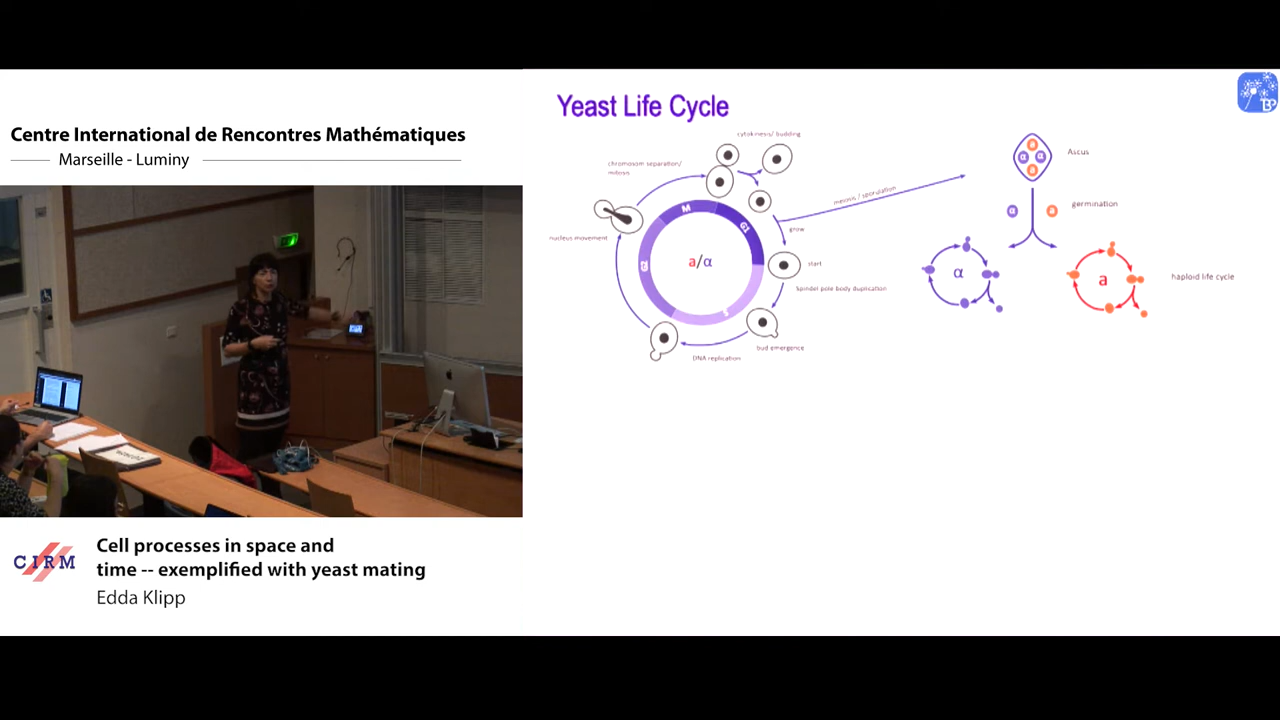 Centre International de Rencontres Mathématiques
Marseille - Luminy
CIRM
Cell processes in space and
time -- exemplified with yeast mating
Edda Klipp
Yeast Life Cycle
BP
cytokinesis/ budding
chromosom separation/
mitosis
nucleus movement
M
G1
G2
S
a/α
grow
start
Spindel pole body duplication
bud emergence
DNA replication
meiosis / sporulation
a
α
α
a
Ascus
α
a
germination
α
a
haploid life cycle